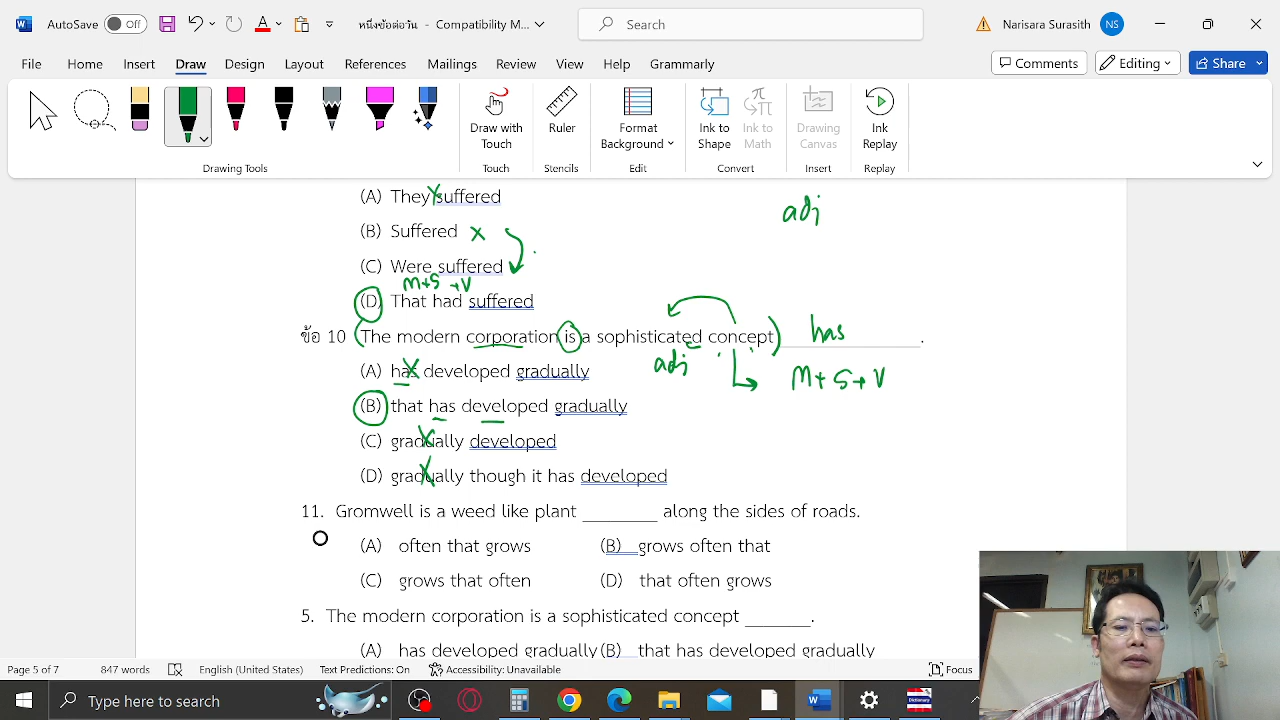 AutoSave Off หนึ่งซัดต่อวัน - Compatibility M... Search Narisara Surasith NS
File Home Insert Draw Design Layout References Mailings Review View Help Grammarly Comments Editing Share
Draw with Touch Ruler Format Background Ink to Shape Ink to Math Drawing Canvas Ink Replay
Drawing Tools Touch Stencils Edit Convert Insert Replay
(A) They suffered
adj
(B) Suffered x
(C) Were suffered
M+S +V
(D) That had suffered
ข้อ 10 (The modern corporation is a sophisticated concept) has ________.
adj
M+S+V
(A) has developed gradually
(B) that has developed gradually
(C) gradually developed
(D) gradually though it has developed
11. Gromwell is a weed like plant ________ along the sides of roads.
(A) often that grows (B) grows often that
(C) grows that often (D) that often grows
5. The modern corporation is a sophisticated concept _______.
(A) has developed gradually (B) that has developed gradually
Page 5 of 7 847 words English (United States) Text Predictions: On Accessibility: Unavailable Focus
Type here to search Dictionary